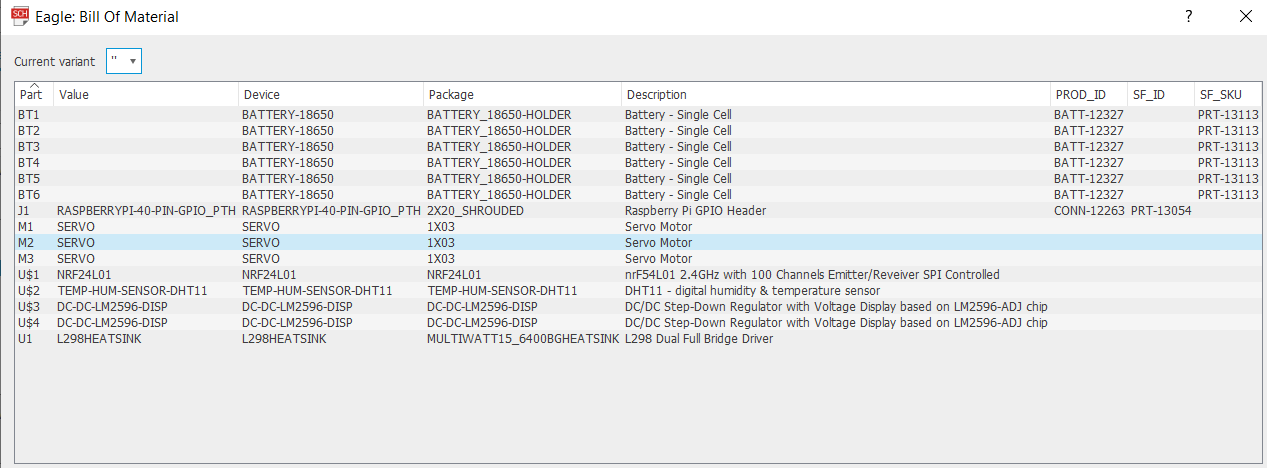 SCH Eagle: Bill Of Material ?
Current variant ''
Part Value Device Package Description PROD_ID SF_ID SF_SKU
BT1 BATTERY-18650 BATTERY_18650-HOLDER Battery - Single Cell BATT-12327 PRT-13113
BT2 BATTERY-18650 BATTERY_18650-HOLDER Battery - Single Cell BATT-12327 PRT-13113
BT3 BATTERY-18650 BATTERY_18650-HOLDER Battery - Single Cell BATT-12327 PRT-13113
BT4 BATTERY-18650 BATTERY_18650-HOLDER Battery - Single Cell BATT-12327 PRT-13113
BT5 BATTERY-18650 BATTERY_18650-HOLDER Battery - Single Cell BATT-12327 PRT-13113
BT6 BATTERY-18650 BATTERY_18650-HOLDER Battery - Single Cell BATT-12327 PRT-13113
J1 RASPBERRYPI-40-PIN-GPIO_PTH RASPBERRYPI-40-PIN-GPIO_PTH 2X20_SHROUDED Raspberry Pi GPIO Header CONN-12263 PRT-13054
M1 SERVO SERVO 1X03 Servo Motor
M2 SERVO SERVO 1X03 Servo Motor
M3 SERVO SERVO 1X03 Servo Motor
U$1 NRF24L01 NRF24L01 NRF24L01 nrF54L01 2.4GHz with 100 Channels Emitter/Reveiver SPI Controlled
U$2 TEMP-HUM-SENSOR-DHT11 TEMP-HUM-SENSOR-DHT11 TEMP-HUM-SENSOR-DHT11 DHT11 - digital humidity & temperature sensor
U$3 DC-DC-LM2596-DISP DC-DC-LM2596-DISP DC-DC-LM2596-DISP DC/DC Step-Down Regulator with Voltage Display based on LM2596-ADJ chip
U$4 DC-DC-LM2596-DISP DC-DC-LM2596-DISP DC-DC-LM2596-DISP DC/DC Step-Down Regulator with Voltage Display based on LM2596-ADJ chip
U1 L298HEATSINK L298HEATSINK MULTIWATT15_6400BGHEATSINK L298 Dual Full Bridge Driver